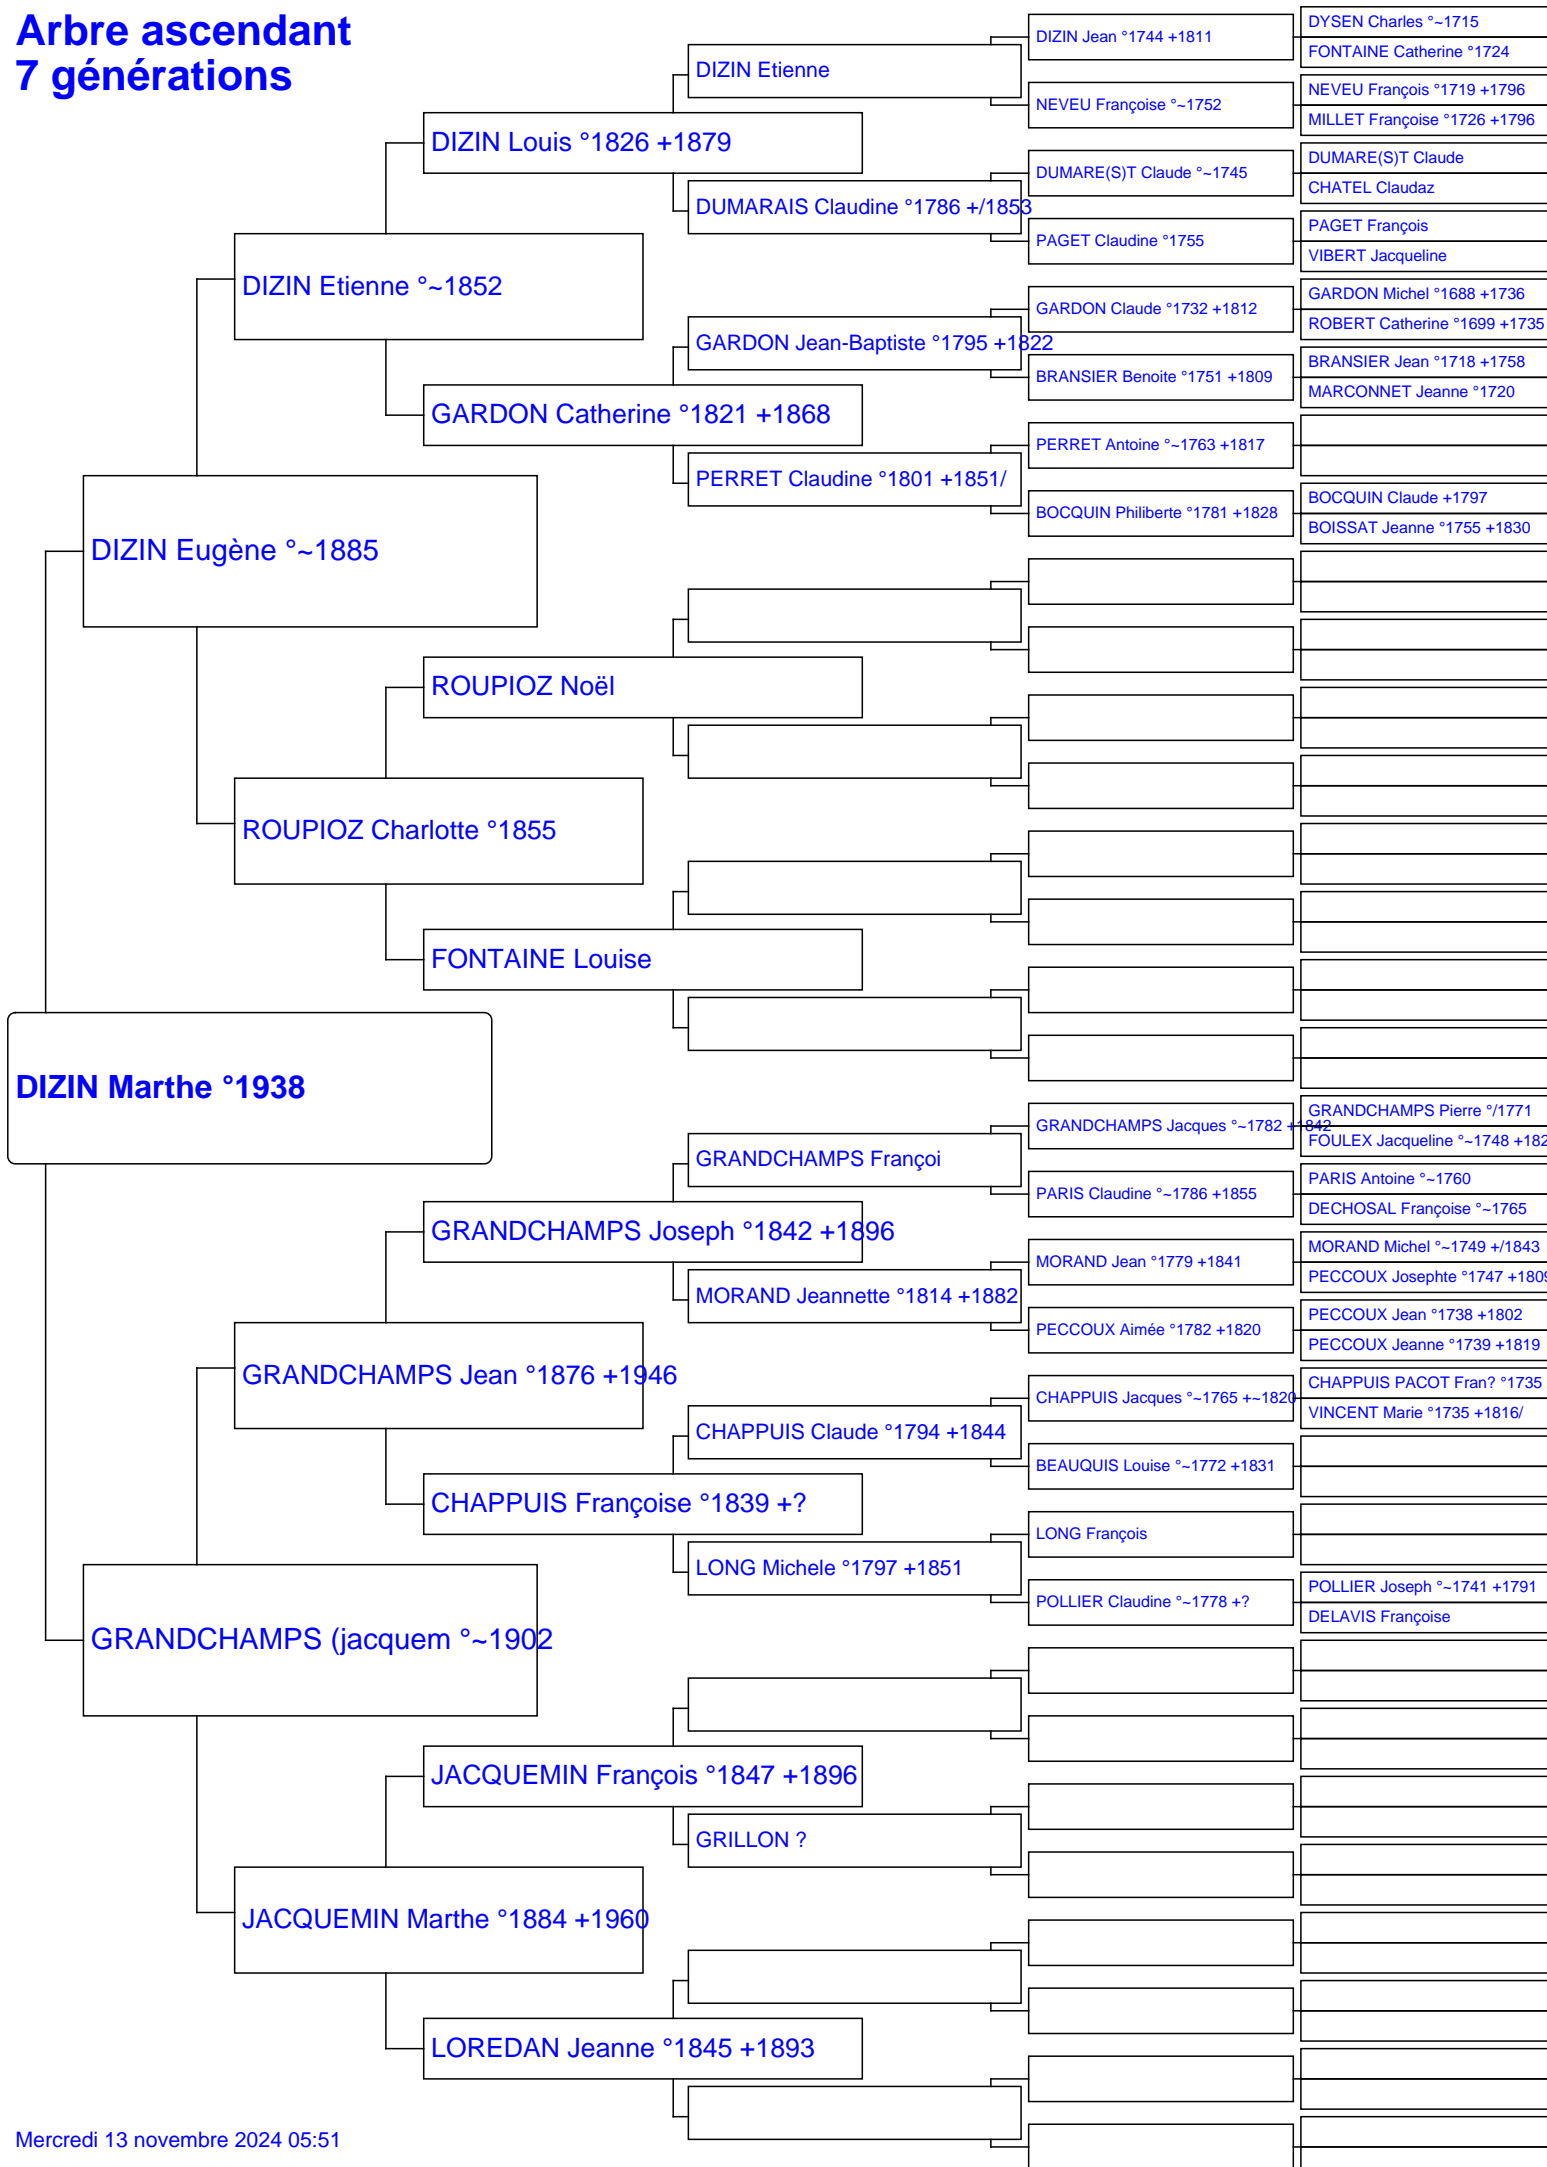 Arbre ascendant
7 générations
DIZIN Marthe °1938
DIZIN Eugène °~1885
GRANDCHAMPS (jacquem °~1902
DIZIN Etienne °~1852
ROUPIOZ Charlotte °1855
GRANDCHAMPS Jean °1876 +1946
JACQUEMIN Marthe °1884 +1960
DIZIN Louis °1826 +1879
GARDON Catherine °1821 +1868
ROUPIOZ Noël
FONTAINE Louise
GRANDCHAMPS Joseph °1842 +1896
CHAPPUIS Françoise °1839 +?
JACQUEMIN François °1847 +1896
LOREDAN Jeanne °1845 +1893
DIZIN Etienne
DUMARAIS Claudine °1786 +/1853
GARDON Jean-Baptiste °1795 +1822
PERRET Claudine °1801 +1851/
GRANDCHAMPS Françoi
MORAND Jeannette °1814 +1882
CHAPPUIS Claude °1794 +1844
LONG Michele °1797 +1851
GRILLON ?
DIZIN Jean °1744 +1811
NEVEU Françoise °~1752
DUMARE(S)T Claude °~1745
PAGET Claudine °1755
GARDON Claude °1732 +1812
BRANSIER Benoite °1751 +1809
PERRET Antoine °~1763 +1817
BOCQUIN Philiberte °1781 +1828
GRANDCHAMPS Jacques °~1782 +1842
PARIS Claudine °~1786 +1855
MORAND Jean °1779 +1841
PECCOUX Aimée °1782 +1820
CHAPPUIS Jacques °~1765 +~1820
BEAUQUIS Louise °~1772 +1831
LONG François
POLLIER Claudine °~1778 +?
DYSEN Charles °~1715
FONTAINE Catherine °1724
NEVEU François °1719 +1796
MILLET Françoise °1726 +1796
DUMARE(S)T Claude
CHATEL Claudaz
PAGET François
VIBERT Jacqueline
GARDON Michel °1688 +1736
ROBERT Catherine °1699 +1735
BRANSIER Jean °1718 +1758
MARCONNET Jeanne °1720
BOCQUIN Claude +1797
BOISSAT Jeanne °1755 +1830
GRANDCHAMPS Pierre °/1771
FOULEX Jacqueline °~1748 +182
PARIS Antoine °~1760
DECHOSAL Françoise °~1765
MORAND Michel °~1749 +/1843
PECCOUX Josephte °1747 +1809
PECCOUX Jean °1738 +1802
PECCOUX Jeanne °1739 +1819
CHAPPUIS PACOT Fran? °1735
VINCENT Marie °1735 +1816/
POLLIER Joseph °~1741 +1791
DELAVIS Françoise
Mercredi 13 novembre 2024 05:51